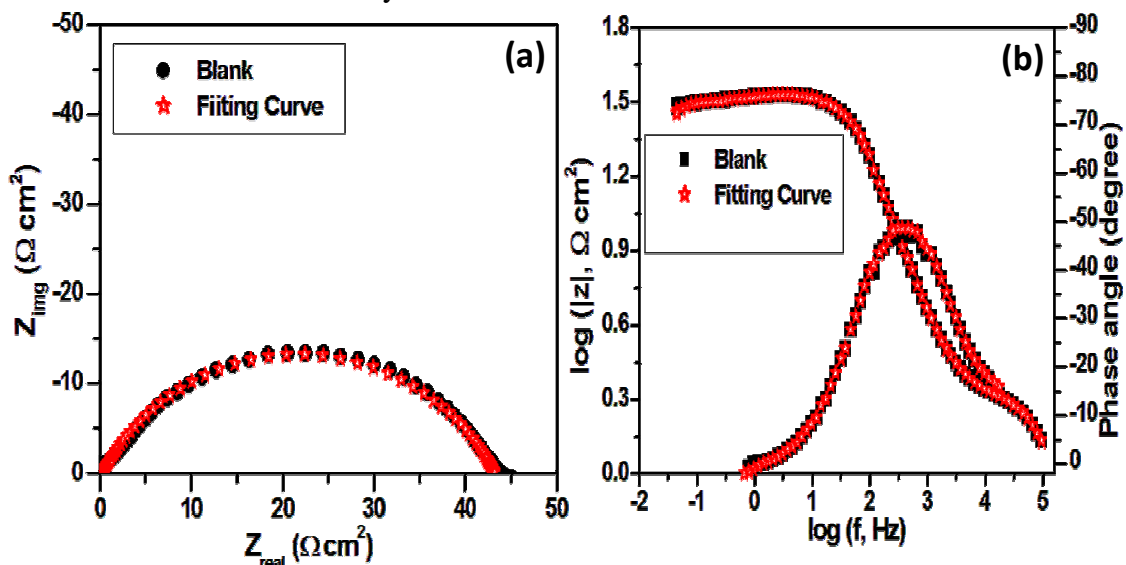 y
(a)
Blank
Fiiting Curve
-50
-40
-30
-20
-10
0
Z_img (Ω cm²)
0 10 20 30 40 50
Z_real (Ω cm²)
(b)
Blank
Fitting Curve
1.8
1.5
1.2
0.9
0.6
0.3
0.0
log (|z|, Ω cm²)
-2 -1 0 1 2 3 4 5
log (f, Hz)
-90
-80
-70
-60
-50
-40
-30
-20
-10
0
Phase angle (degree)